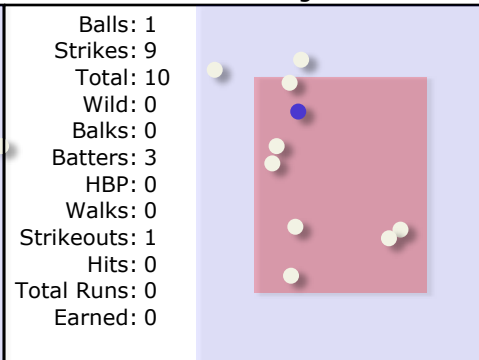 Balls: 1
Strikes: 9
Total: 10
Wild: 0
Balks: 0
Batters: 3
HBP: 0
Walks: 0
Strikeouts: 1
Hits: 0
Total Runs: 0
Earned: 0